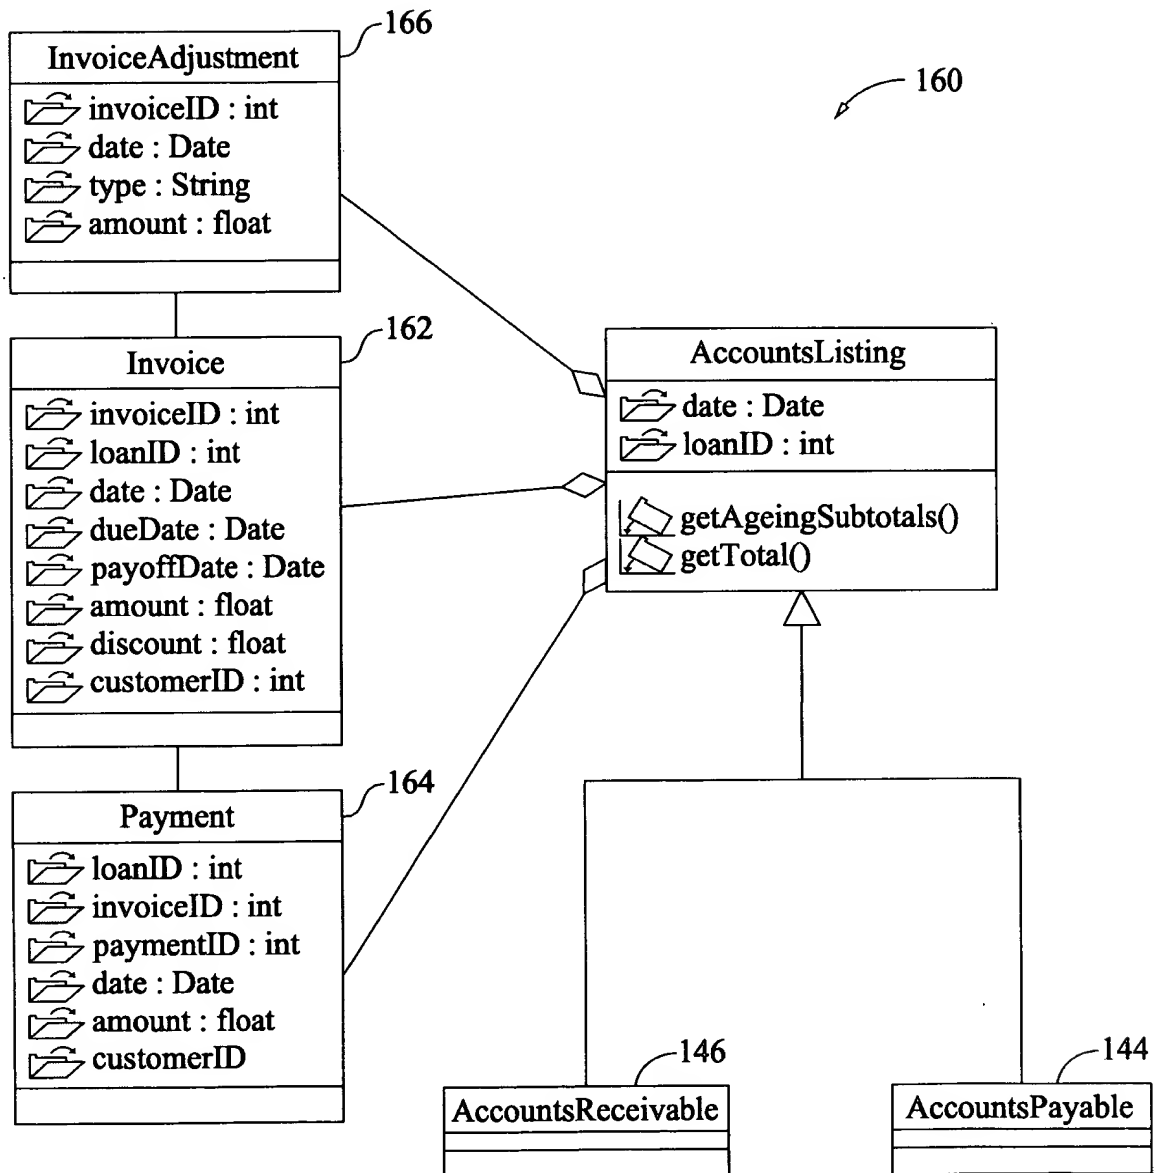 166
InvoiceAdjustment
invoiceID : int
date : Date
type : String
amount : float
160
162
Invoice
invoiceID : int
loanID : int
date : Date
dueDate : Date
payoffDate : Date
amount : float
discount : float
customerID : int
AccountsListing
date : Date
loanID : int
getAgeingSubtotals()
getTotal()
164
Payment
loanID : int
invoiceID : int
paymentID : int
date : Date
amount : float
customerID
146
AccountsReceivable
144
AccountsPayable